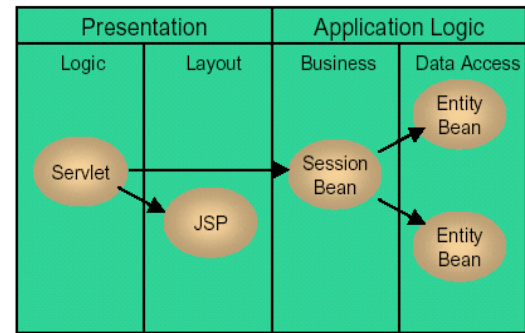 Presentation
Application Logic
Logic
Layout
Business
Data Access
Servlet
JSP
Session
Bean
Entity
Bean
Entity
Bean